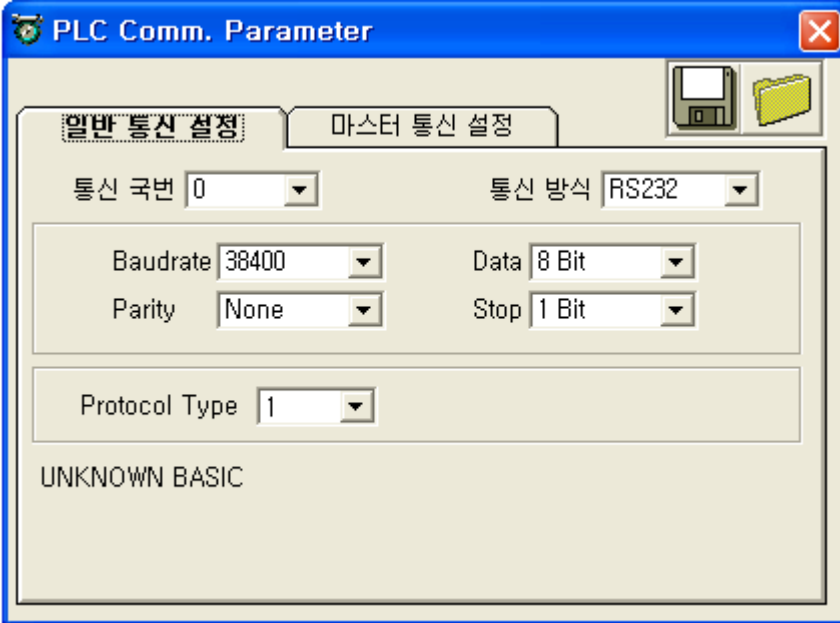 PLC Comm. Parameter
일반 통신 설정 마스터 통신 설정
통신 국번 0 통신 방식 RS232
Baudrate 38400 Data 8 Bit
Parity None Stop 1 Bit
Protocol Type 1
UNKNOWN BASIC